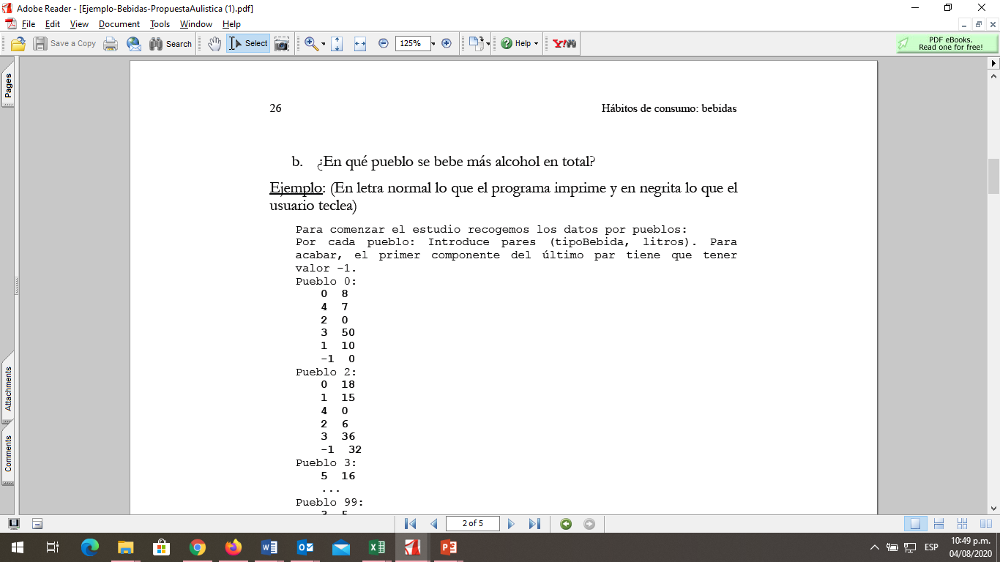 Adobe Reader - [Ejemplo-Bebidas-PropuestaAulistica (1).pdf]
File Edit View Document Tools Window Help
Save a Copy Search Select 125% Help Y! PDF eBooks.
Read one for free!
Pages
Attachments
Comments
26 Hábitos de consumo: bebidas
b. ¿En qué pueblo se bebe más alcohol en total?
Ejemplo: (En letra normal lo que el programa imprime y en negrita lo que el
usuario teclea)
Para comenzar el estudio recogemos los datos por pueblos:
Por cada pueblo: Introduce pares (tipoBebida, litros). Para
acabar, el primer componente del último par tiene que tener
valor -1.
Pueblo 0:
0 8
4 7
2 0
3 50
1 10
-1 0
Pueblo 2:
0 18
1 15
4 0
2 6
3 36
-1 32
Pueblo 3:
5 16
...
Pueblo 99:
2 of 5
ESP
10:49 p.m.
04/08/2020